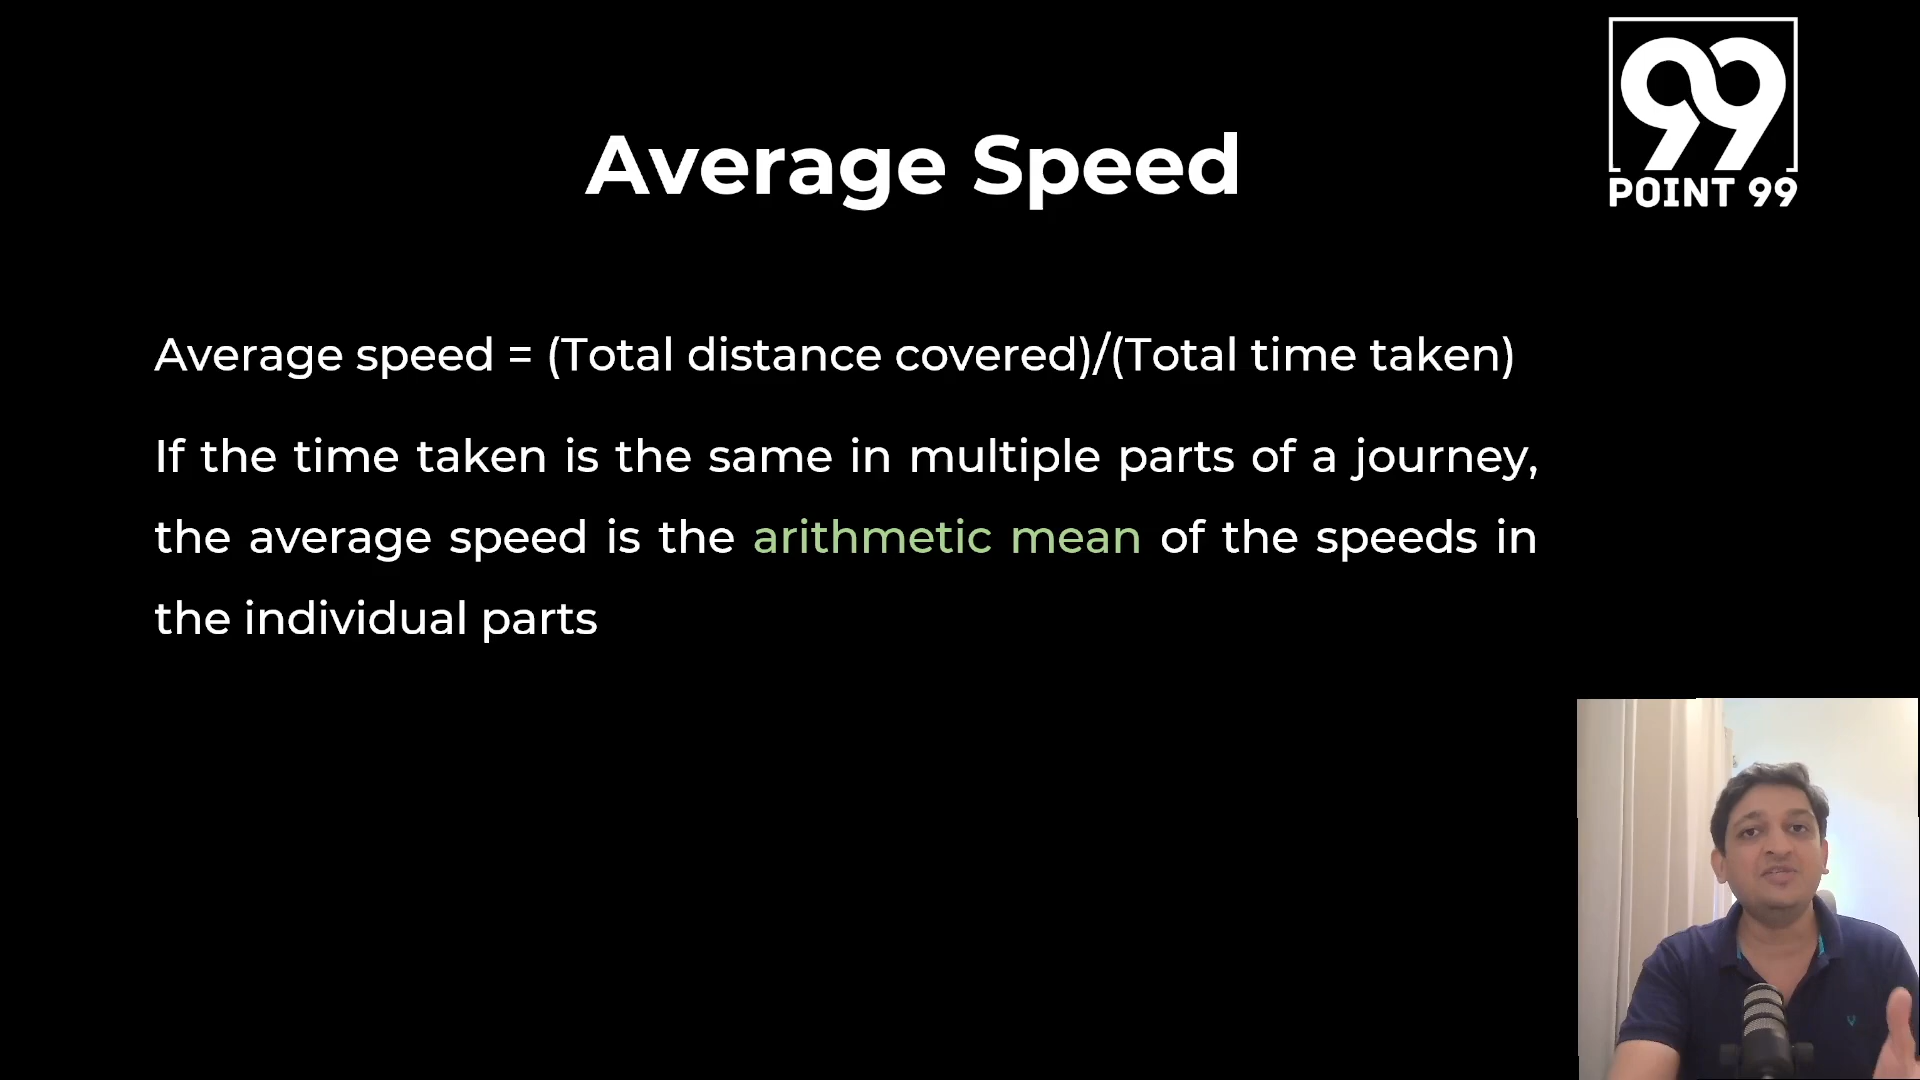 99
POINT 99
Average Speed
Average speed = (Total distance covered)/(Total time taken)
If the time taken is the same in multiple parts of a journey,
the average speed is the arithmetic mean of the speeds in
the individual parts